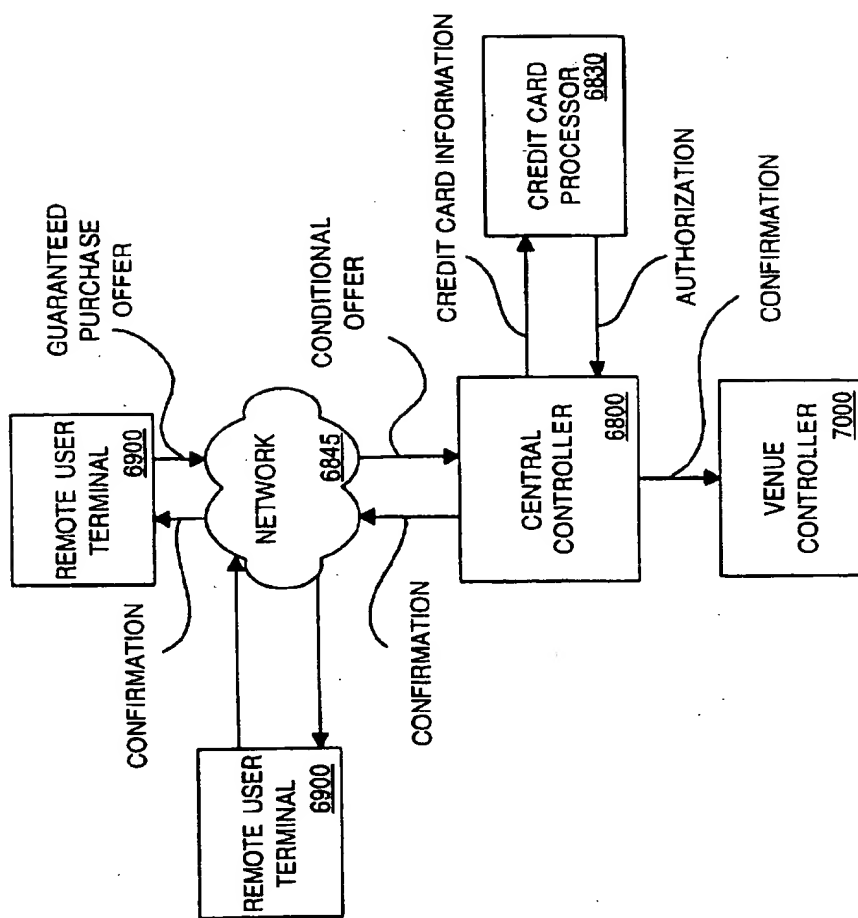 REMOTE USER
TERMINAL 6900
GUARANTEED
PURCHASE
OFFER
CONFIRMATION
REMOTE USER
TERMINAL 6900
NETWORK
6845
CONDITIONAL
OFFER
CONFIRMATION
CENTRAL
CONTROLLER
6800
CREDIT CARD INFORMATION
CREDIT CARD
PROCESSOR
6830
AUTHORIZATION
CONFIRMATION
VENUE
CONTROLLER
7000